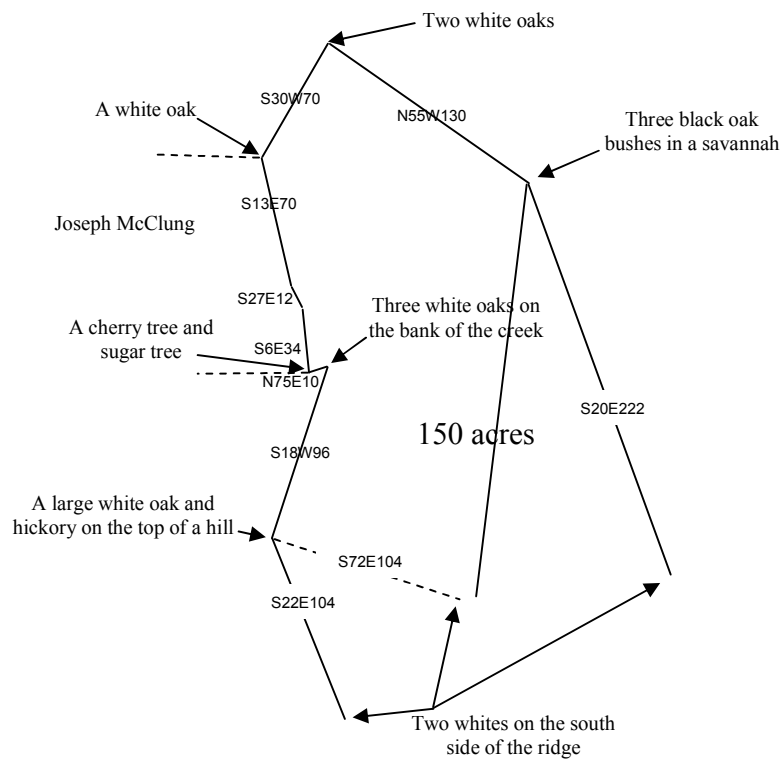 Two white oaks
S30W70
A white oak
N55W130
Three black oak
bushes in a savannah
S13E70
Joseph McClung
S27E12
Three white oaks on
the bank of the creek
A cherry tree and
sugar tree
S6E34
N75E10
S20E222
150 acres
S18W96
A large white oak and
hickory on the top of a hill
S72E104
S22E104
Two whites on the south
side of the ridge